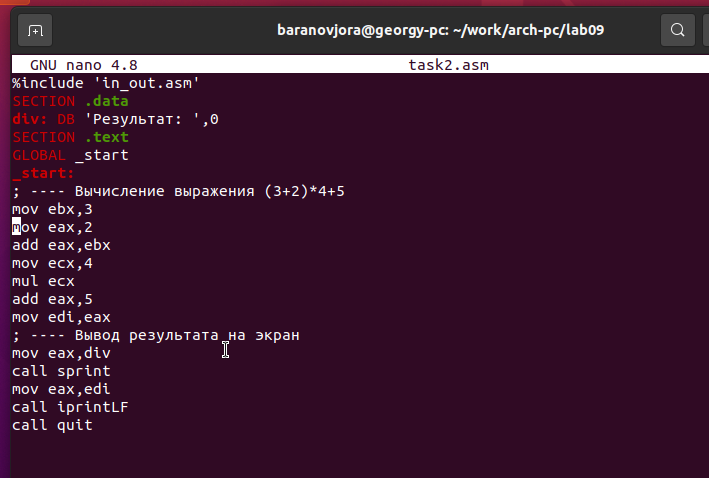 baranovjora@georgy-pc: ~/work/arch-pc/lab09
GNU nano 4.8 task2.asm
%include 'in_out.asm'
SECTION .data
div: DB 'Результат: ',0
SECTION .text
GLOBAL _start
_start:
; ---- Вычисление выражения (3+2)*4+5
mov ebx,3
mov eax,2
add eax,ebx
mov ecx,4
mul ecx
add eax,5
mov edi,eax
; ---- Вывод результата на экран
mov eax,div
call sprint
mov eax,edi
call iprintLF
call quit